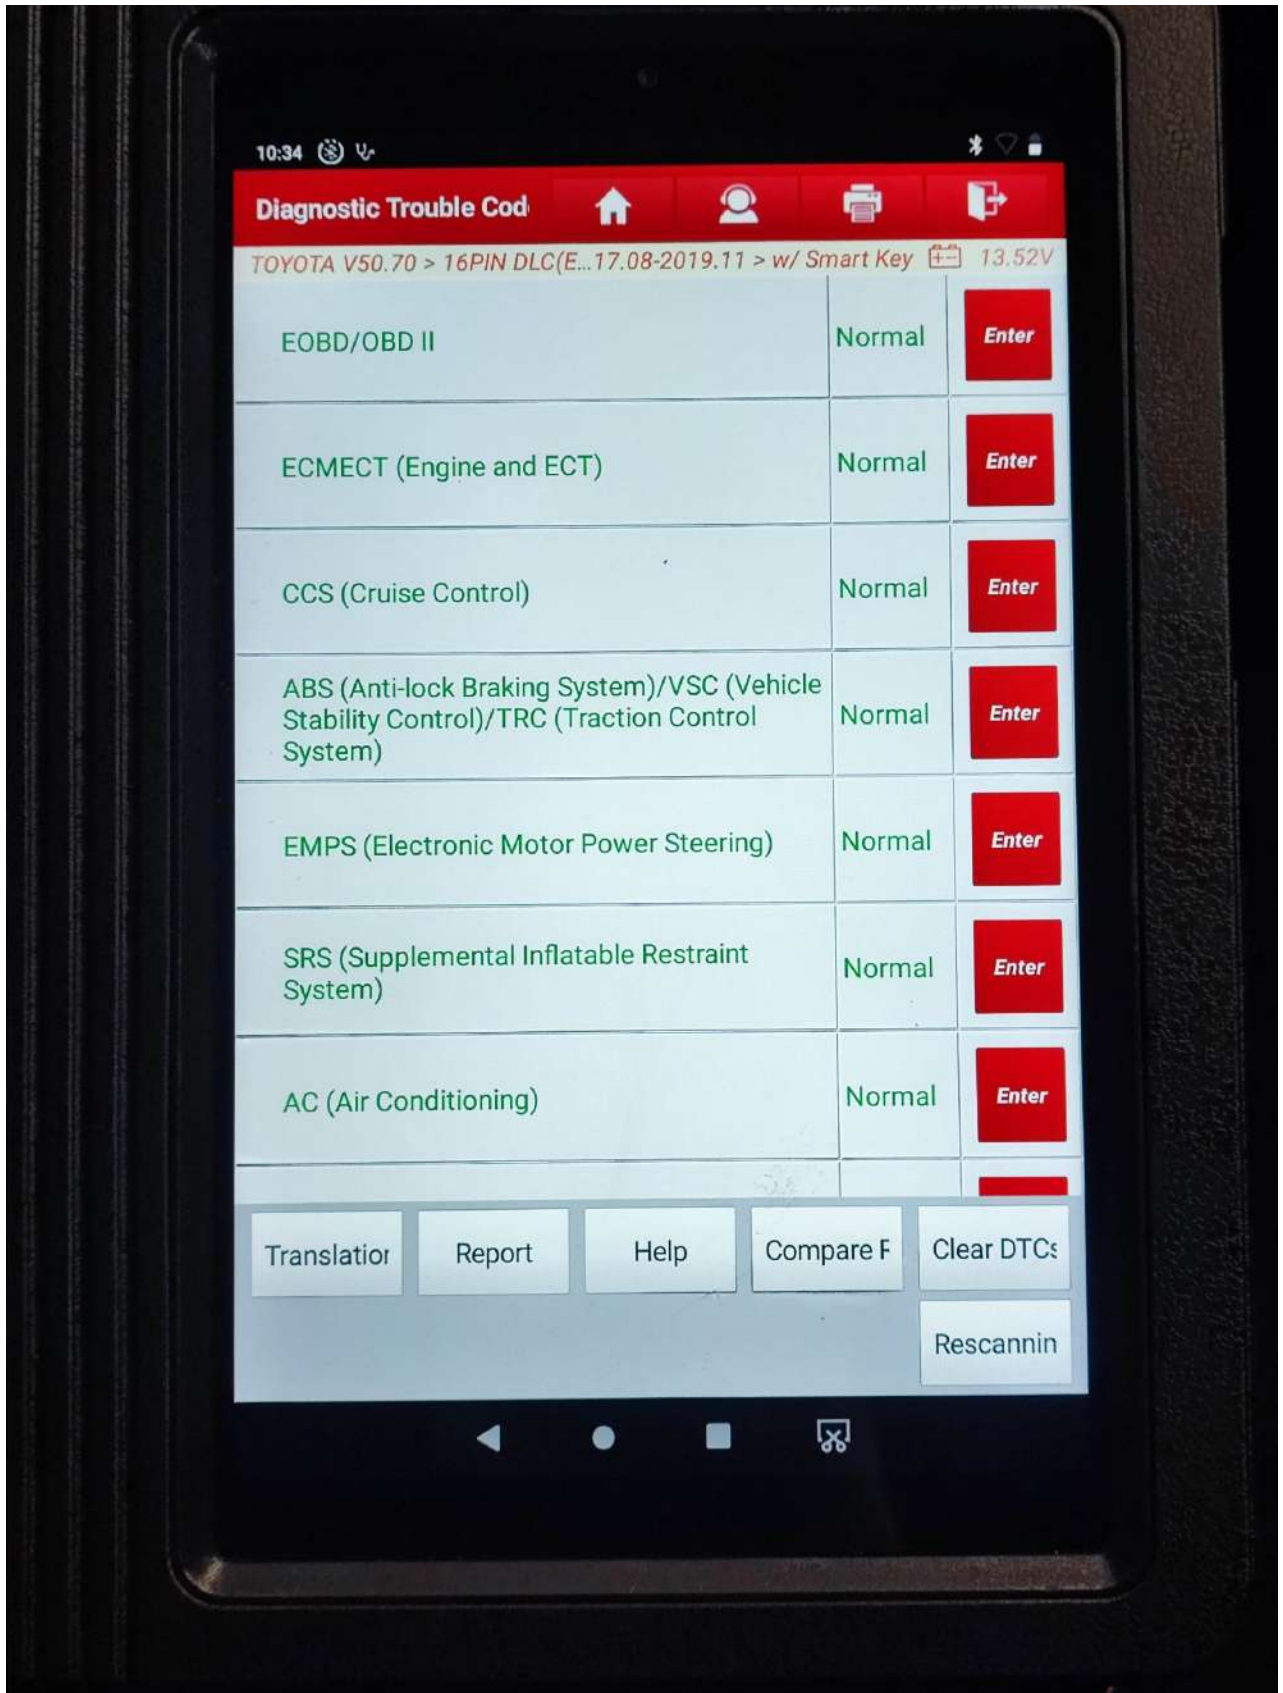 10:34
Diagnostic Trouble Cod
TOYOTA V50.70 > 16PIN DLC(E...17.08-2019.11 > w/ Smart Key 13.52V
EOBD/OBD II Normal Enter
ECMECT (Engine and ECT) Normal Enter
CCS (Cruise Control) Normal Enter
ABS (Anti-lock Braking System)/VSC (Vehicle
Stability Control)/TRC (Traction Control Normal Enter
System)
EMPS (Electronic Motor Power Steering) Normal Enter
SRS (Supplemental Inflatable Restraint
System) Normal Enter
AC (Air Conditioning) Normal Enter
Translation Report Help Compare F Clear DTCs
Rescannin